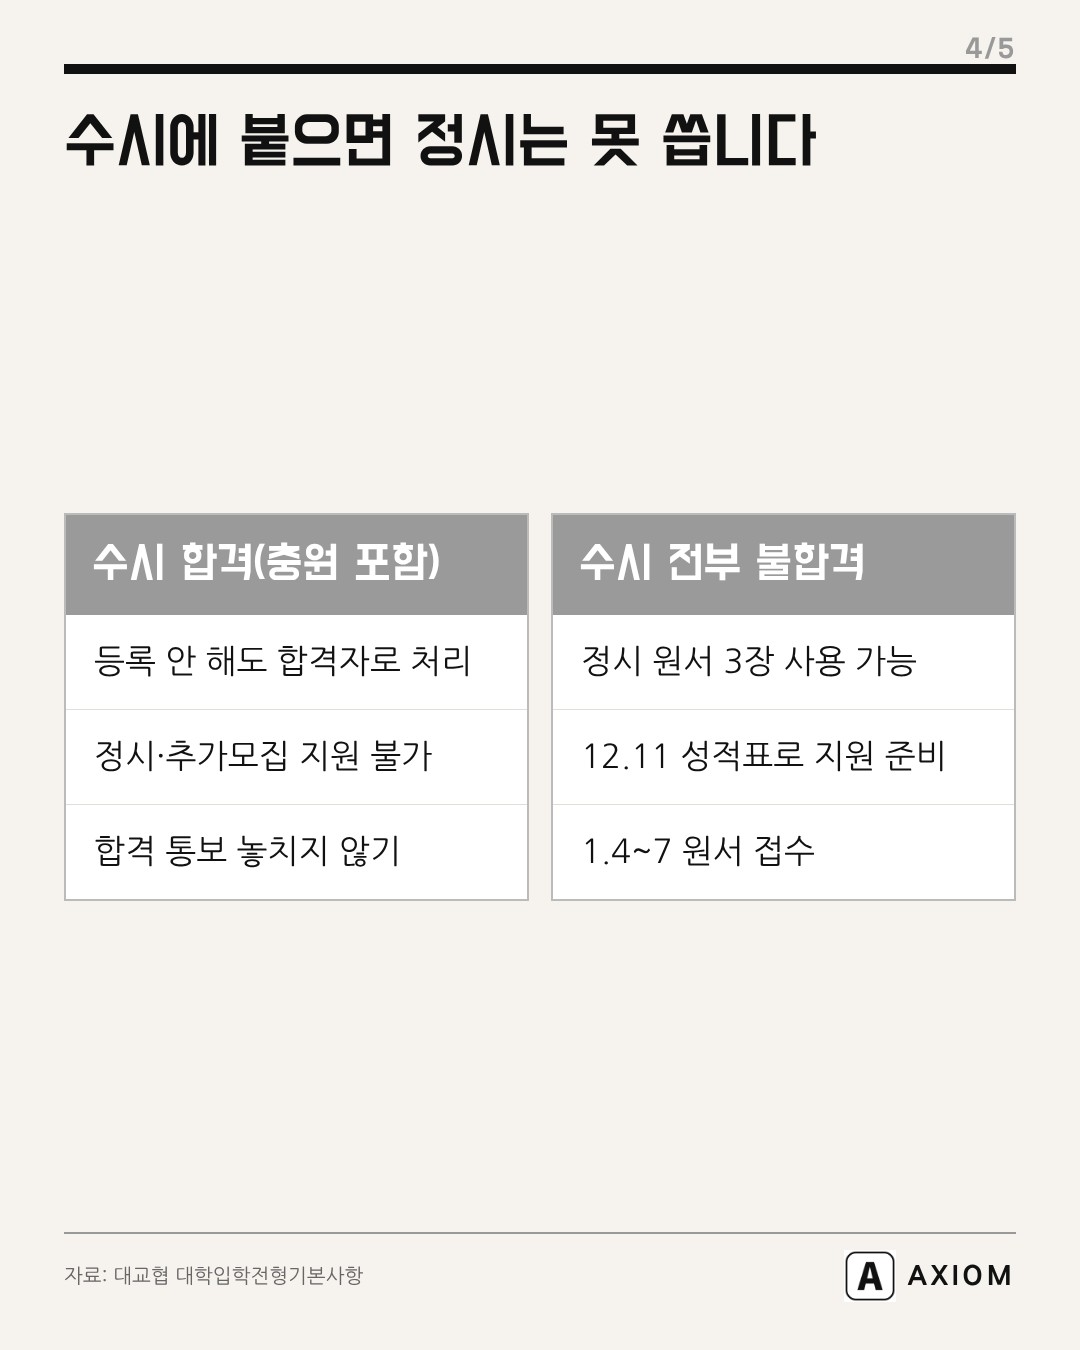 4/5
수시에 붙으면 정시는 못 씁니다
수시 합격(충원 포함)
등록 안 해도 합격자로 처리
정시·추가모집 지원 불가
합격 통보 놓치지 않기
수시 전부 불합격
정시 원서 3장 사용 가능
12.11 성적표로 지원 준비
1.4~7 원서 접수
자료: 대교협 대학입학전형기본사항
A AXIOM